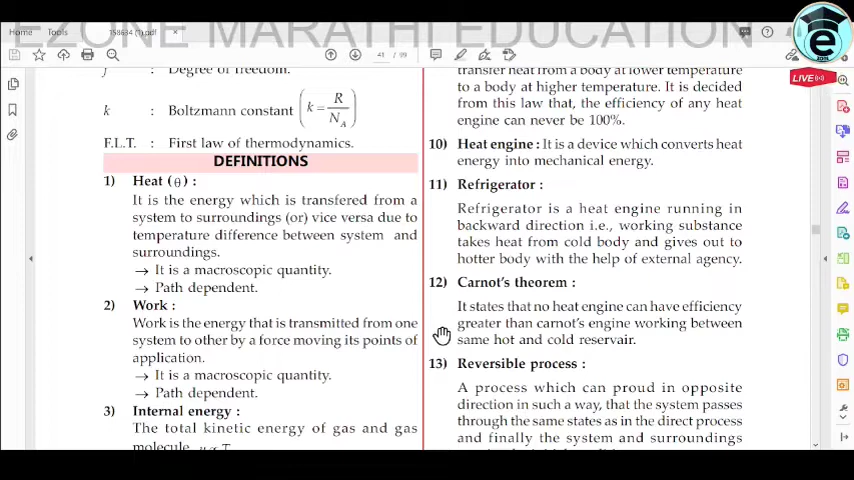 EZONE MARATHI EDUCATION
Home Tools 158634 (1).pdf ×
41 / 99
LIVE
f : Degree of freedom.
k : Boltzmann constant (k = R / N_A)
F.L.T. : First law of thermodynamics.
DEFINITIONS
1) Heat (θ) :
It is the energy which is transfered from a
system to surroundings (or) vice versa due to
temperature difference between system and
surroundings.
→ It is a macroscopic quantity.
→ Path dependent.
2) Work :
Work is the energy that is transmitted from one
system to other by a force moving its points of
application.
→ It is a macroscopic quantity.
→ Path dependent.
3) Internal energy :
The total kinetic energy of gas and gas
molecule
transfer heat from a body at lower temperature
to a body at higher temperature. It is decided
from this law that, the efficiency of any heat
engine can never be 100%.
10) Heat engine : It is a device which converts heat
energy into mechanical energy.
11) Refrigerator :
Refrigerator is a heat engine running in
backward direction i.e., working substance
takes heat from cold body and gives out to
hotter body with the help of external agency.
12) Carnot's theorem :
It states that no heat engine can have efficiency
greater than carnot's engine working between
same hot and cold reservair.
13) Reversible process :
A process which can proud in opposite
direction in such a way, that the system passes
through the same states as in the direct process
and finally the system and surroundings